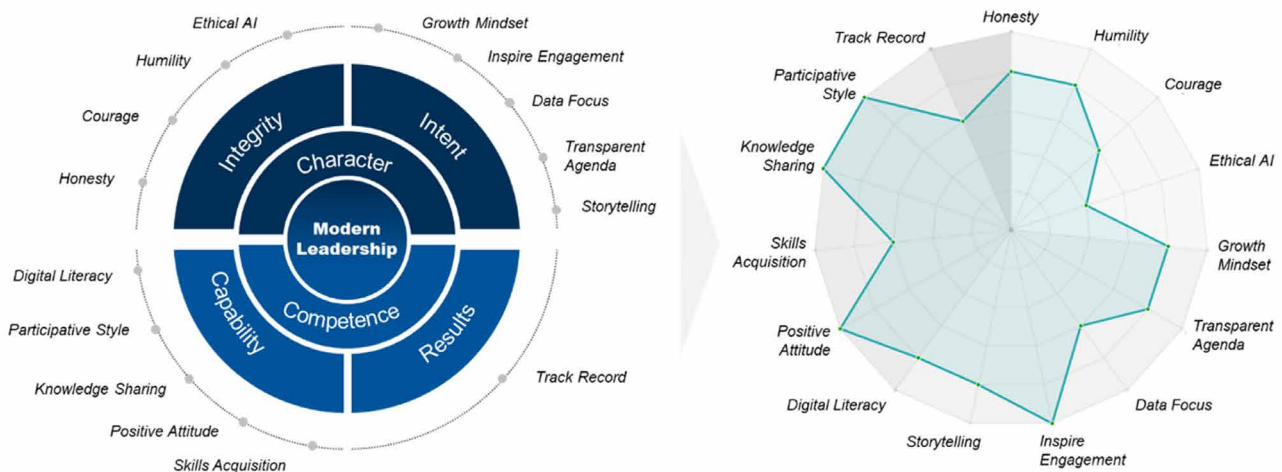 Ethical AI
Humility
Courage
Honesty
Growth Mindset
Inspire Engagement
Data Focus
Transparent
Agenda
Storytelling
Integrity
Intent
Character
Modern
Leadership
Competence
Capability
Results
Digital Literacy
Participative Style
Knowledge Sharing
Positive Attitude
Skills Acquisition
Track Record
Honesty
Humility
Courage
Ethical AI
Growth
Mindset
Transparent
Agenda
Data Focus
Inspire
Engagement
Storytelling
Digital Literacy
Positive
Attitude
Skills
Acquisition
Knowledge
Sharing
Participative
Style
Track Record